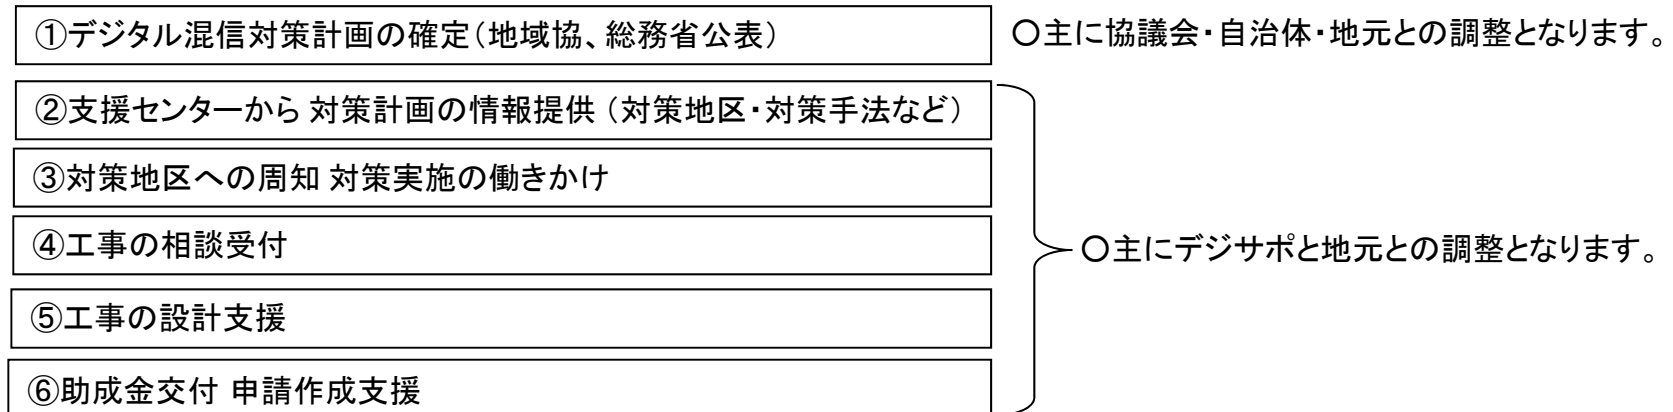 ①デジタル混信対策計画の確定(地域協、総務省公表)
〇主に協議会・自治体・地元との調整となります。
②支援センターから 対策計画の情報提供 (対策地区・対策手法など)
③対策地区への周知 対策実施の働きかけ
④工事の相談受付
〇主にデジサポと地元との調整となります。
⑤工事の設計支援
⑥助成金交付 申請作成支援